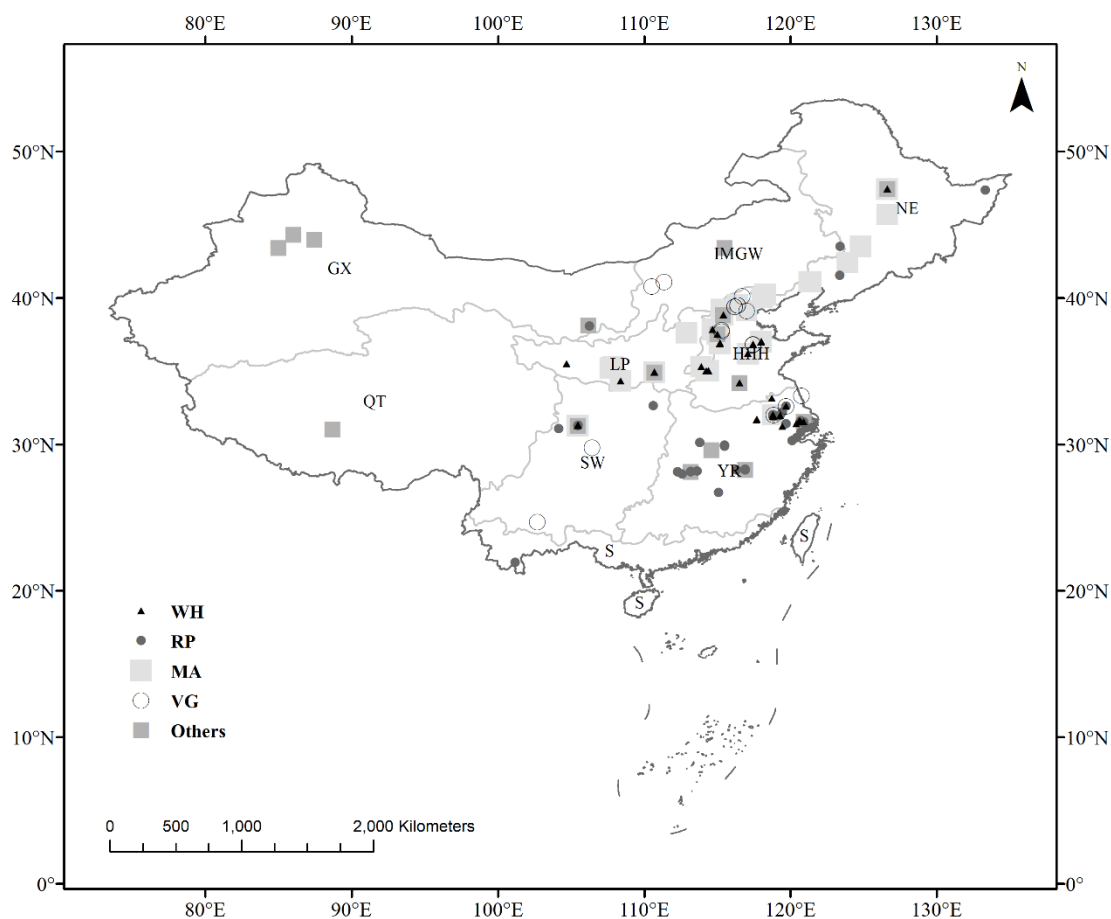 80°E 90°E 100°E 110°E 120°E 130°E
N
50°N 50°N
NE
IMGW
GX
40°N 40°N
HHH
LP
QT
SW
YR
30°N 30°N
S
S
S
20°N 20°N
WH
RP
MA
VG
Others
10°N 10°N
0 500 1,000 2,000 Kilometers
0° 0°
80°E 90°E 100°E 110°E 120°E 130°E